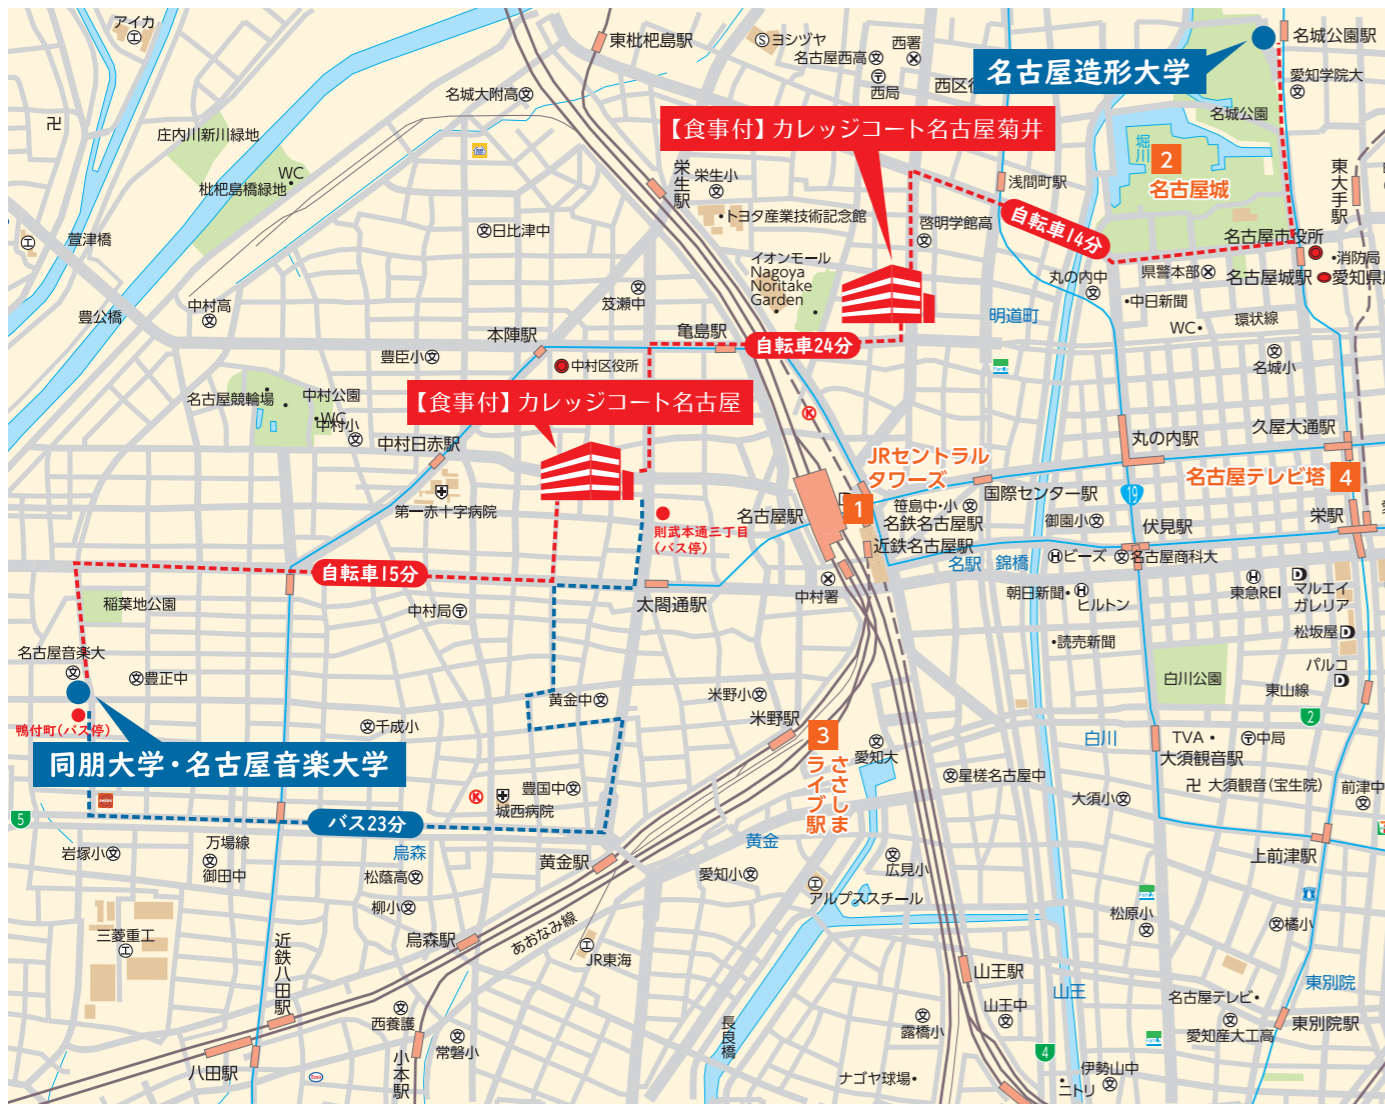 アイカ
東枇杷島駅
ヨシヅヤ
西署
名古屋西高
西局
西区
名古屋造形大学
名城公園駅
愛知学院大
名城公園
名城大附高
庄内川新川緑地
WC
枇杷島橋緑地
【食事付】カレッジコート名古屋菊井
栄生駅
栄生小
トヨタ産業技術記念館
浅間町駅
堀川
2
名古屋城
東大手駅
日比津中
啓明学館高
自転車14分
名古屋市役所
消防局
名古屋城駅
愛知県
萱津橋
イオンモール
Nagoya
Noritake
Garden
丸の内中
県警本部
中日新聞
WC
環状線
名城小
中村高
笈瀬中
豊公橋
本陣駅
亀島駅
自転車24分
明道町
豊臣小
中村区役所
名古屋競輪場
中村公園
WC
中村小
【食事付】カレッジコート名古屋
中村日赤駅
第一赤十字病院
JRセントラル
タワーズ
丸の内駅
久屋大通駅
名古屋テレビ塔
4
国際センター駅
19
則武本通三丁目
(バス停)
名古屋駅
1
笹島中・小
名鉄名古屋駅
近鉄名古屋駅
御園小
伏見駅
栄駅
名駅
錦橋
ビーズ
名古屋商科大
自転車15分
太閤通駅
中村署
朝日新聞
ヒルトン
東急REI
マルエイ
ガレリア
松坂屋
稲葉地公園
中村局
読売新聞
パルコ
名古屋音楽大
豊正中
黄金中
米野小
米野駅
白川公園
東山線
2
鴨付町(バス停)
千成小
3
ささしま
ライブ駅
愛知大
白川
TVA
中局
大須観音駅
同朋大学・名古屋音楽大学
豊国中
城西病院
星槎名古屋中
大須小
大須観音(宝生院)
前津中
5
バス23分
万場線
岩塚小
御田中
烏森
松蔭高
黄金駅
黄金
愛知小
広見小
上前津駅
柳小
アルプススチール
松原小
橘小
三菱重工
近鉄八田駅
烏森駅
あおなみ線
JR東海
山王駅
山王
山王中
露橋小
名古屋テレビ
愛知産大工高
東別院
東別院駅
西養護
常磐小
小本駅
八田駅
長良橋
ナゴヤ球場
4
伊勢山中
ニトリ